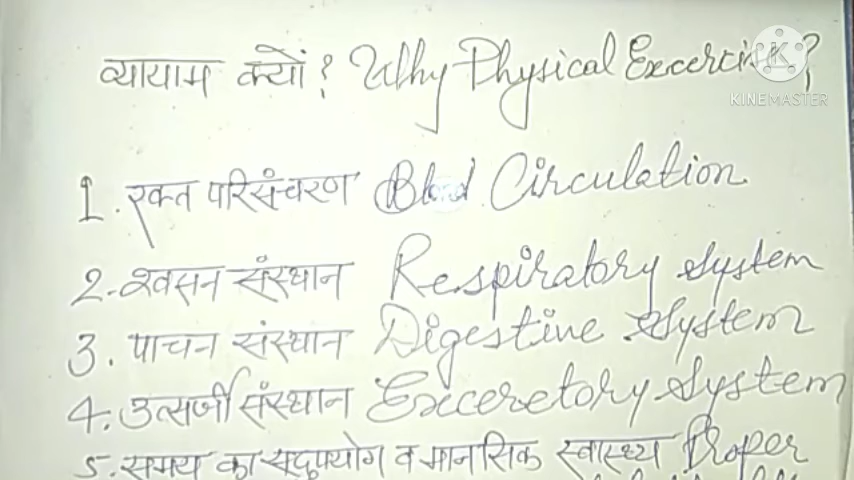 व्यायाम क्यों? Why Physical Excercise?
KINEMASTER
1. रक्त परिसंचरण Blood Circulation
2. श्वसन संस्थान Respiratory System
3. पाचन संस्थान Digestive System
4. उत्सर्जी संस्थान Exceretory System
5. समय का सदुपयोग व मानसिक स्वास्थ्य Proper